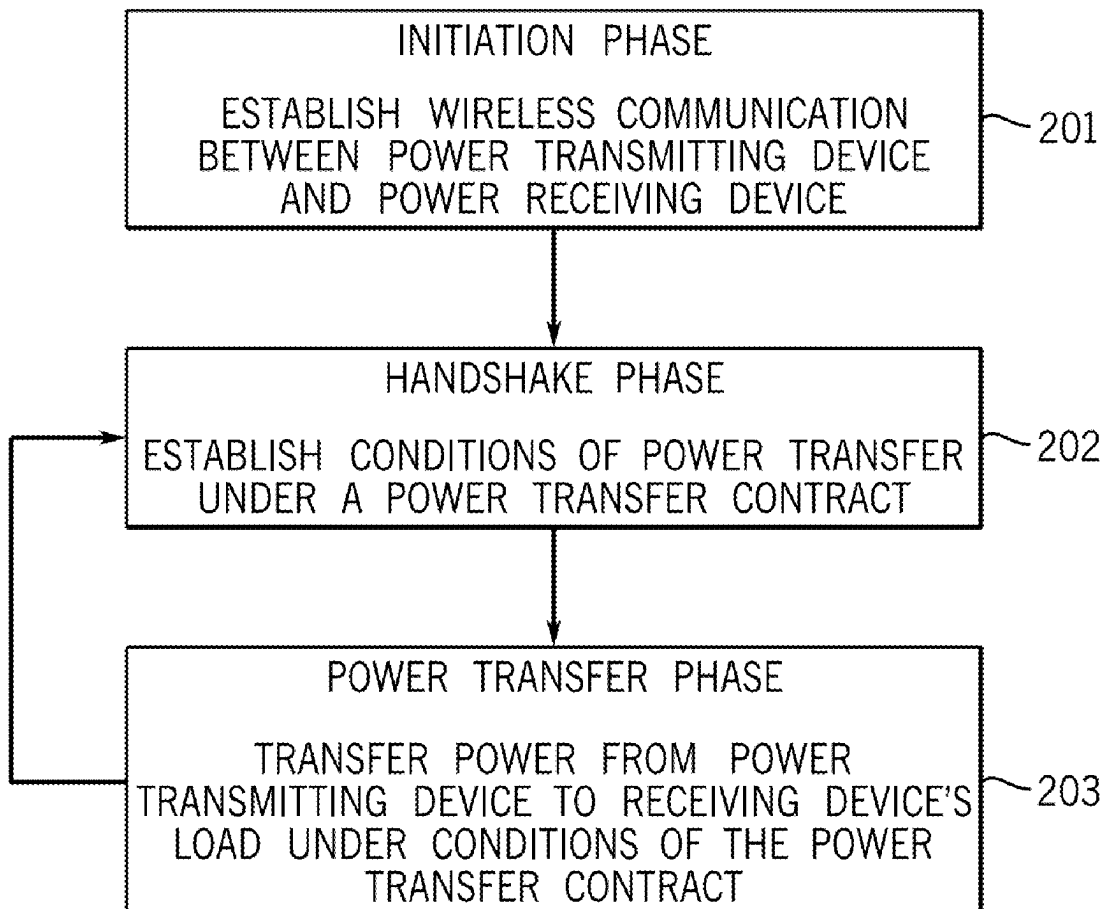 INITIATION PHASE
ESTABLISH WIRELESS COMMUNICATION
BETWEEN POWER TRANSMITTING DEVICE
AND POWER RECEIVING DEVICE
201
HANDSHAKE PHASE
ESTABLISH CONDITIONS OF POWER TRANSFER
UNDER A POWER TRANSFER CONTRACT
202
POWER TRANSFER PHASE
TRANSFER POWER FROM POWER
TRANSMITTING DEVICE TO RECEIVING DEVICE'S
LOAD UNDER CONDITIONS OF THE POWER
TRANSFER CONTRACT
203